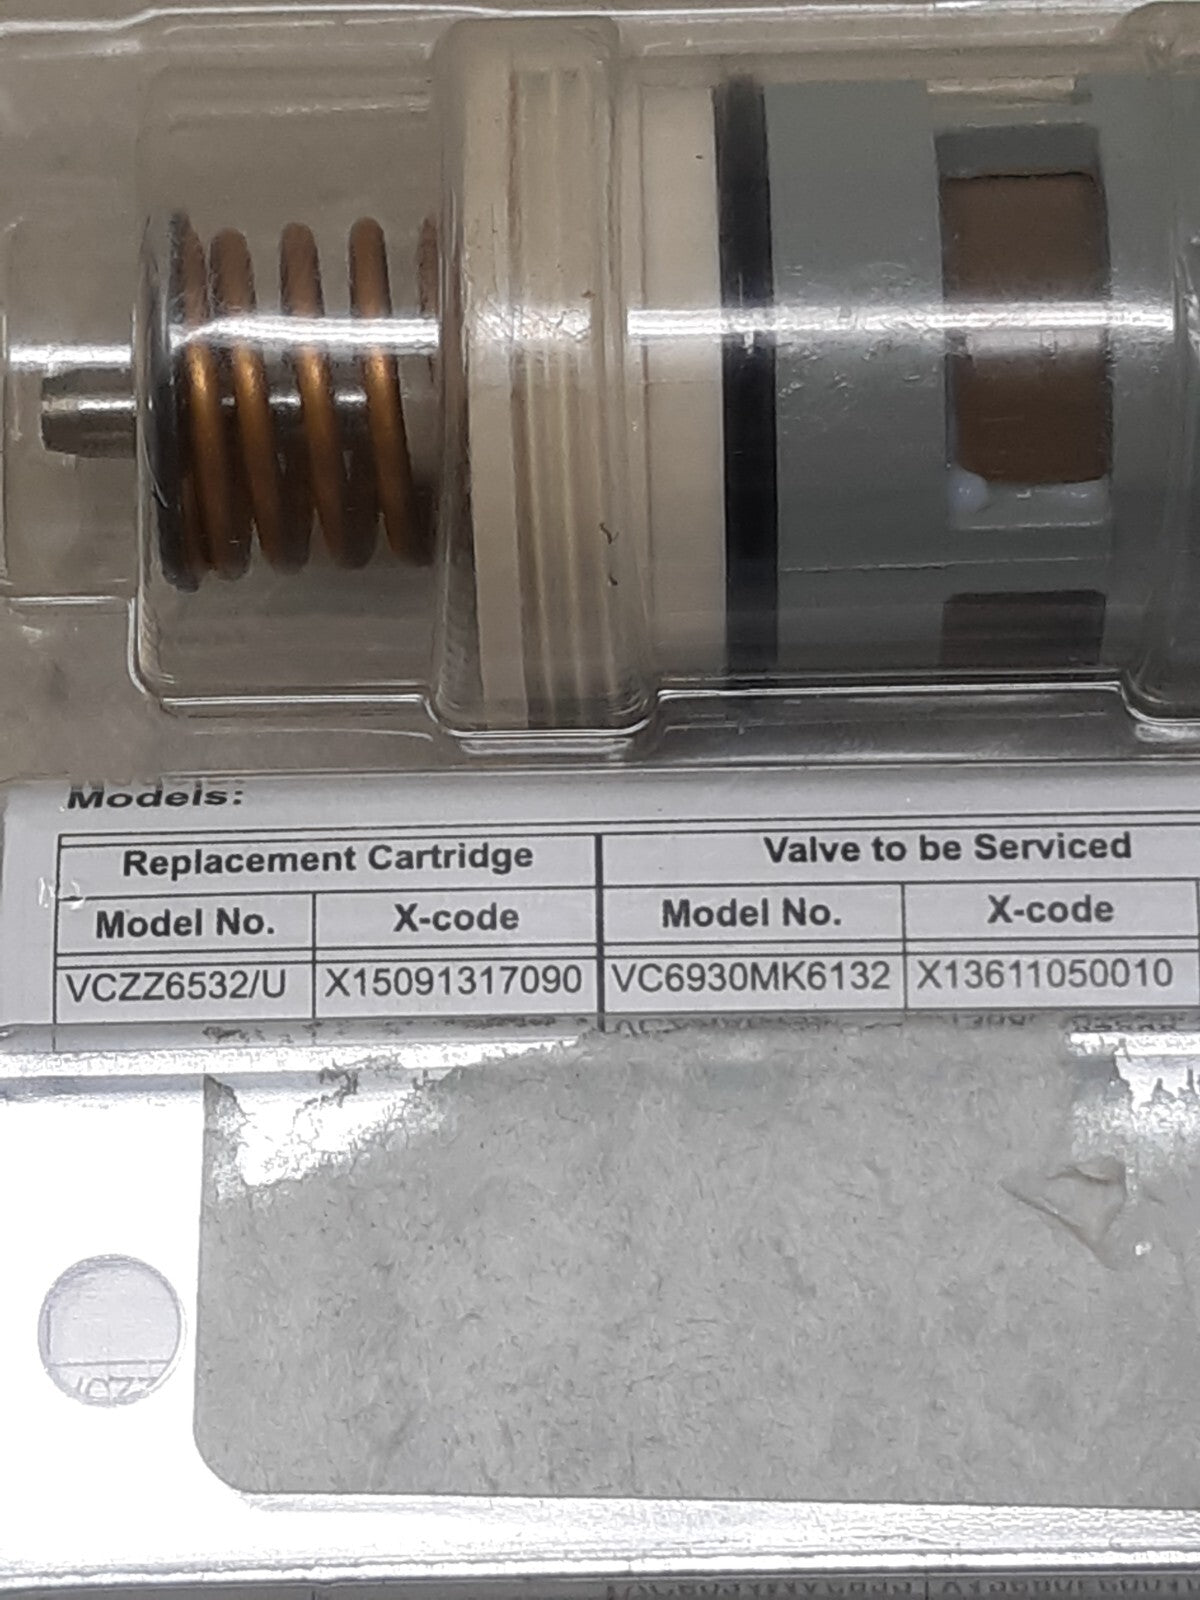 Models:
Replacement Cartridge Valve to be Serviced
Model No. X-code Model No. X-code
VCZZ6532/U X15091317090 VC6930MK6132 X13611050010